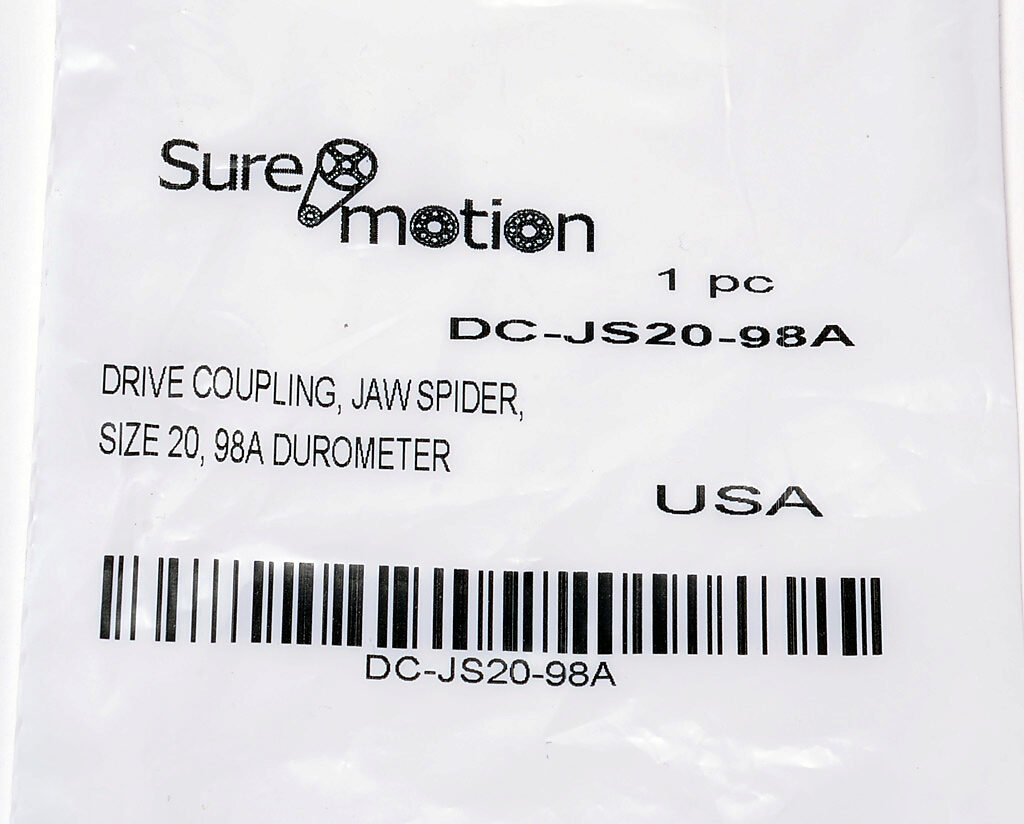 Sure motion
1 pc
DC-JS20-98A
DRIVE COUPLING, JAW SPIDER,
SIZE 20, 98A DUROMETER
USA
DC-JS20-98A